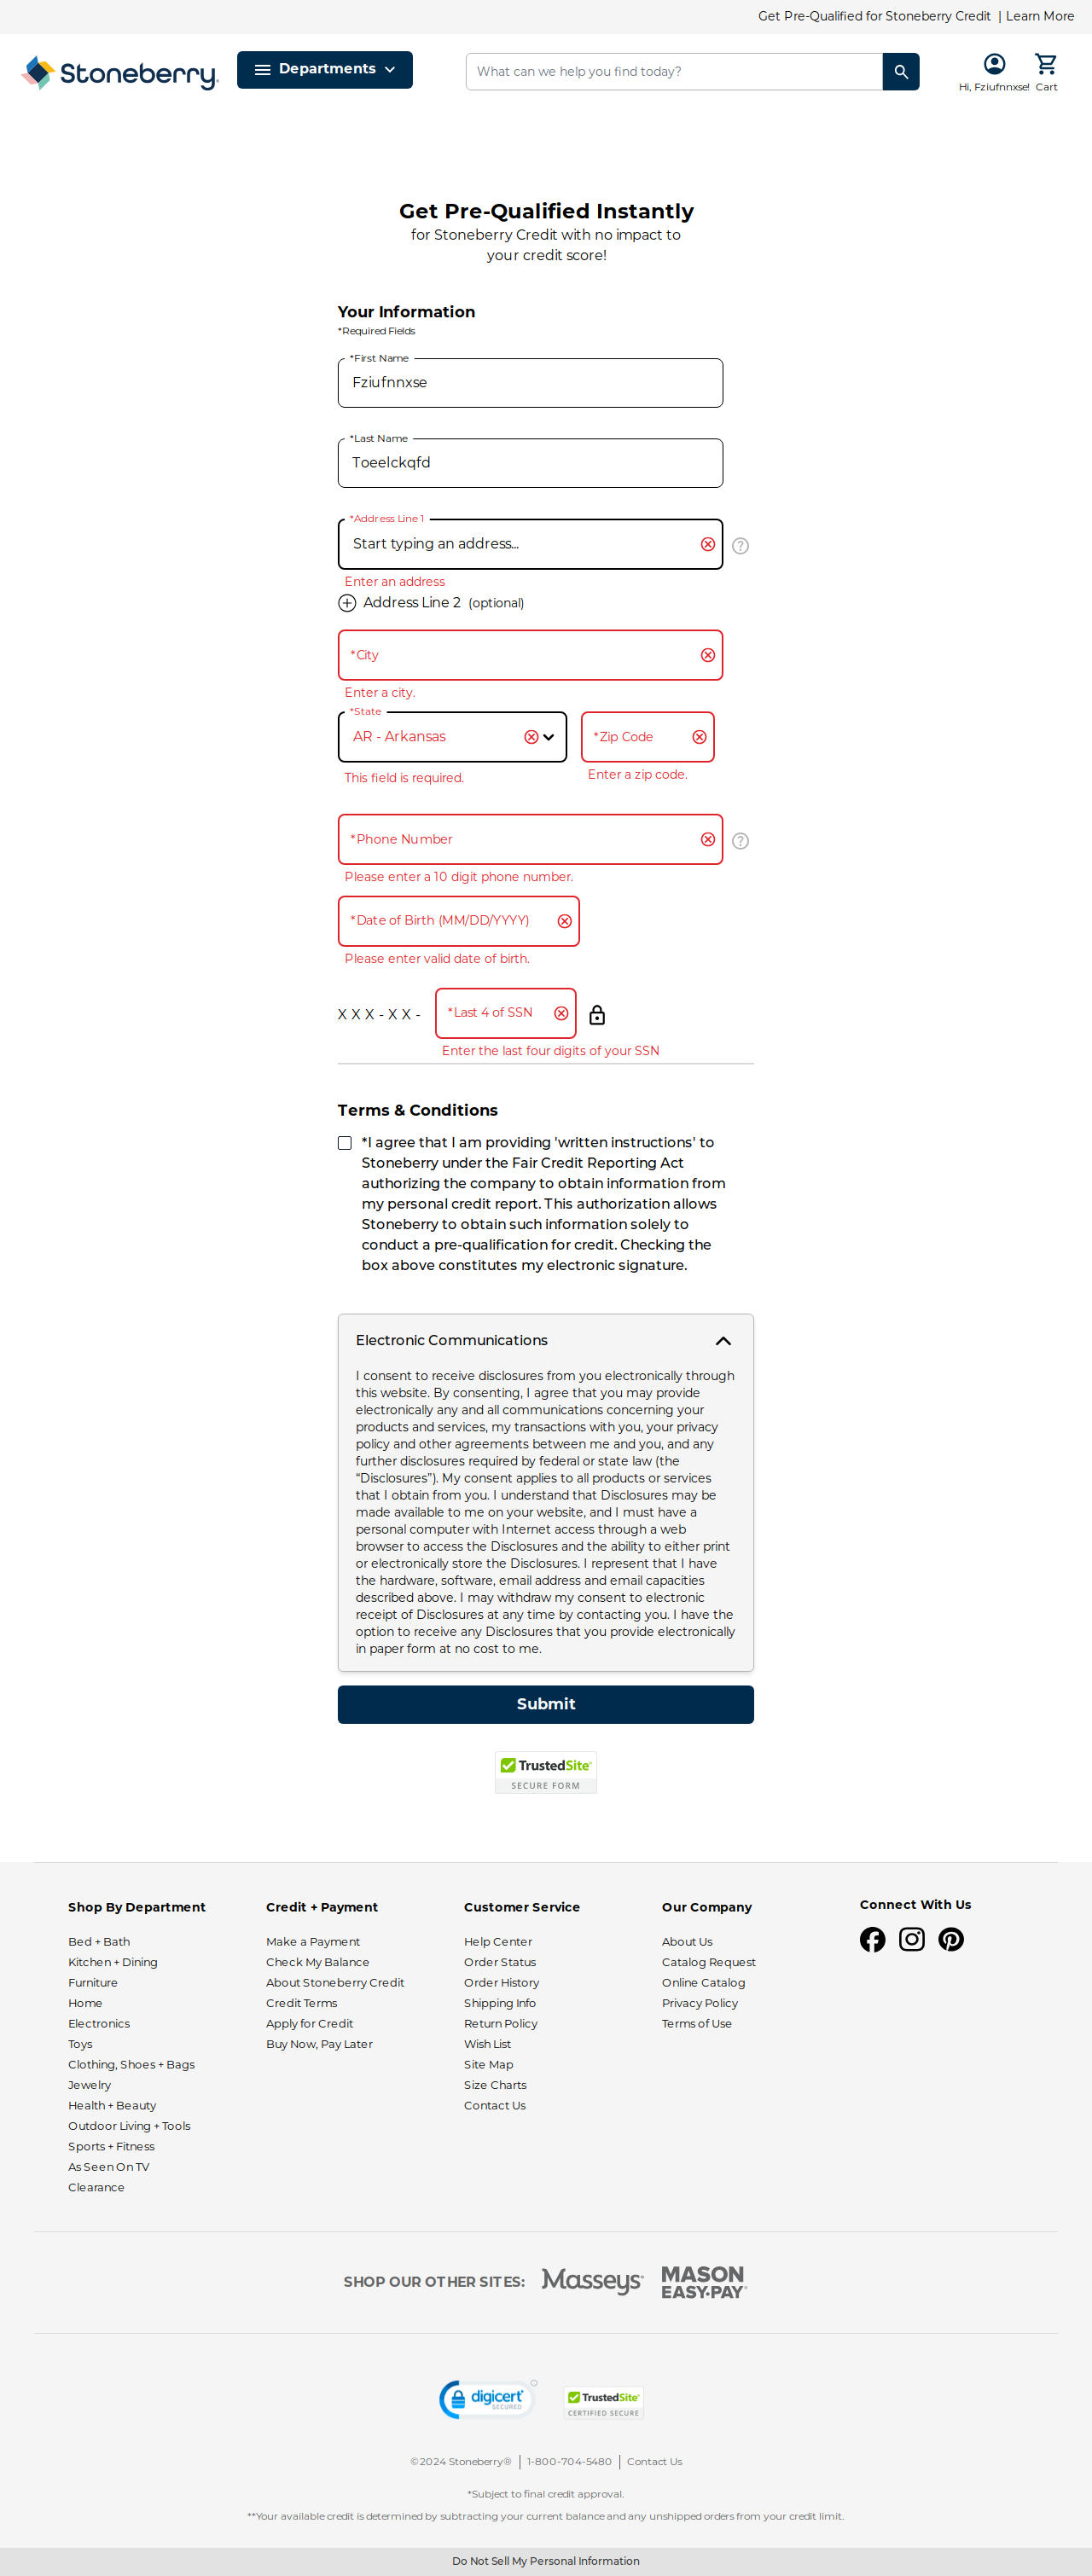 Get Pre-Qualified for Stoneberry Credit | Learn More
Stoneberry
Departments
What can we help you find today?
Hi, Fziufnnxse!
Cart
Get Pre-Qualified Instantly
for Stoneberry Credit with no impact to
your credit score!
Your Information
*Required Fields
*First Name
Fziufnnxse
*Last Name
Toeelckqfd
*Address Line 1
Start typing an address...
Enter an address
Address Line 2 (optional)
*City
Enter a city.
*State
AR - Arkansas
*Zip Code
This field is required.
Enter a zip code.
*Phone Number
Please enter a 10 digit phone number.
*Date of Birth (MM/DD/YYYY)
Please enter valid date of birth.
X X X - X X -
*Last 4 of SSN
Enter the last four digits of your SSN
Terms & Conditions
*I agree that I am providing 'written instructions' to
Stoneberry under the Fair Credit Reporting Act
authorizing the company to obtain information from
my personal credit report. This authorization allows
Stoneberry to obtain such information solely to
conduct a pre-qualification for credit. Checking the
box above constitutes my electronic signature.
Electronic Communications
I consent to receive disclosures from you electronically through
this website. By consenting, I agree that you may provide
electronically any and all communications concerning your
products and services, my transactions with you, your privacy
policy and other agreements between me and you, and any
further disclosures required by federal or state law (the
“Disclosures”). My consent applies to all products or services
that I obtain from you. I understand that Disclosures may be
made available to me on your website, and I must have a
personal computer with Internet access through a web
browser to access the Disclosures and the ability to either print
or electronically store the Disclosures. I represent that I have
the hardware, software, email address and email capacities
described above. I may withdraw my consent to electronic
receipt of Disclosures at any time by contacting you. I have the
option to receive any Disclosures that you provide electronically
in paper form at no cost to me.
Submit
TrustedSite
SECURE FORM
Shop By Department
Bed + Bath
Kitchen + Dining
Furniture
Home
Electronics
Toys
Clothing, Shoes + Bags
Jewelry
Health + Beauty
Outdoor Living + Tools
Sports + Fitness
As Seen On TV
Clearance
Credit + Payment
Make a Payment
Check My Balance
About Stoneberry Credit
Credit Terms
Apply for Credit
Buy Now, Pay Later
Customer Service
Help Center
Order Status
Order History
Shipping Info
Return Policy
Wish List
Site Map
Size Charts
Contact Us
Our Company
About Us
Catalog Request
Online Catalog
Privacy Policy
Terms of Use
Connect With Us
SHOP OUR OTHER SITES:
Masseys
MASON
EASY-PAY
digicert
SECURED
TrustedSite
CERTIFIED SECURE
©2024 Stoneberry®
1-800-704-5480
Contact Us
*Subject to final credit approval.
**Your available credit is determined by subtracting your current balance and any unshipped orders from your credit limit.
Do Not Sell My Personal Information